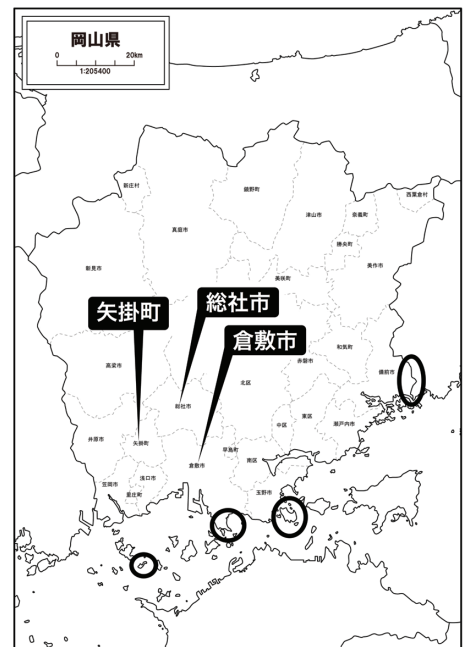 岡山県
0 20km
1:205400
新庄村
鏡野町
西粟倉村
津山市
奈義町
真庭市
勝央町
美作市
新見市
美咲町
矢掛町
総社市
倉敷市
和気町
赤磐市
高梁市
備前市
北区
総社市
東区
瀬戸内市
中区
井原市
矢掛町
早島町
南区
倉敷市
浅口市
笠岡市
里庄町
玉野市